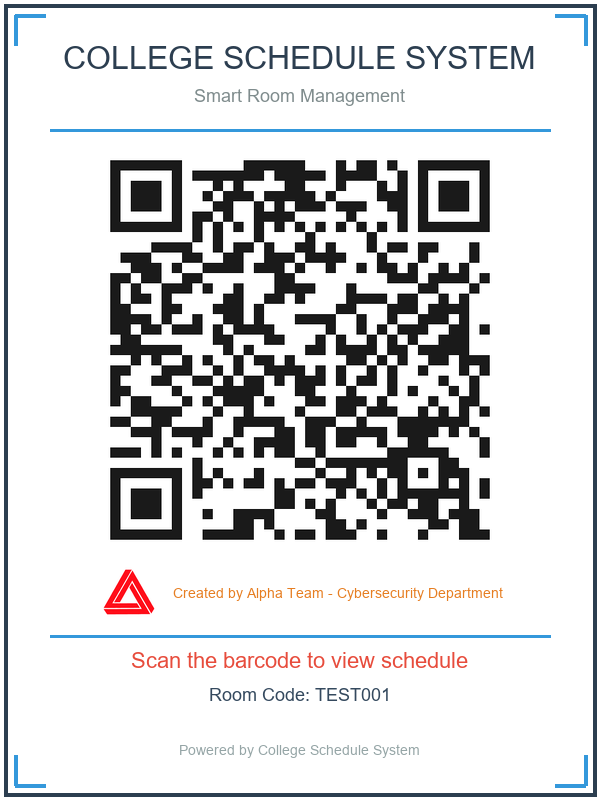 COLLEGE SCHEDULE SYSTEM
Smart Room Management
Created by Alpha Team - Cybersecurity Department
Scan the barcode to view schedule
Room Code: TEST001
Powered by College Schedule System